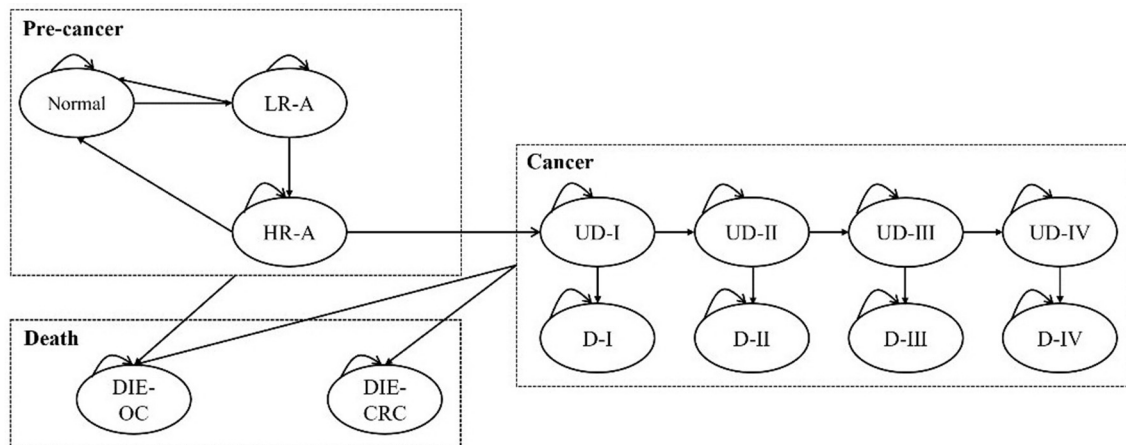 Pre-cancer
Normal
LR-A
HR-A
Cancer
UD-I
UD-II
UD-III
UD-IV
D-I
D-II
D-III
D-IV
Death
DIE-
OC
DIE-
CRC